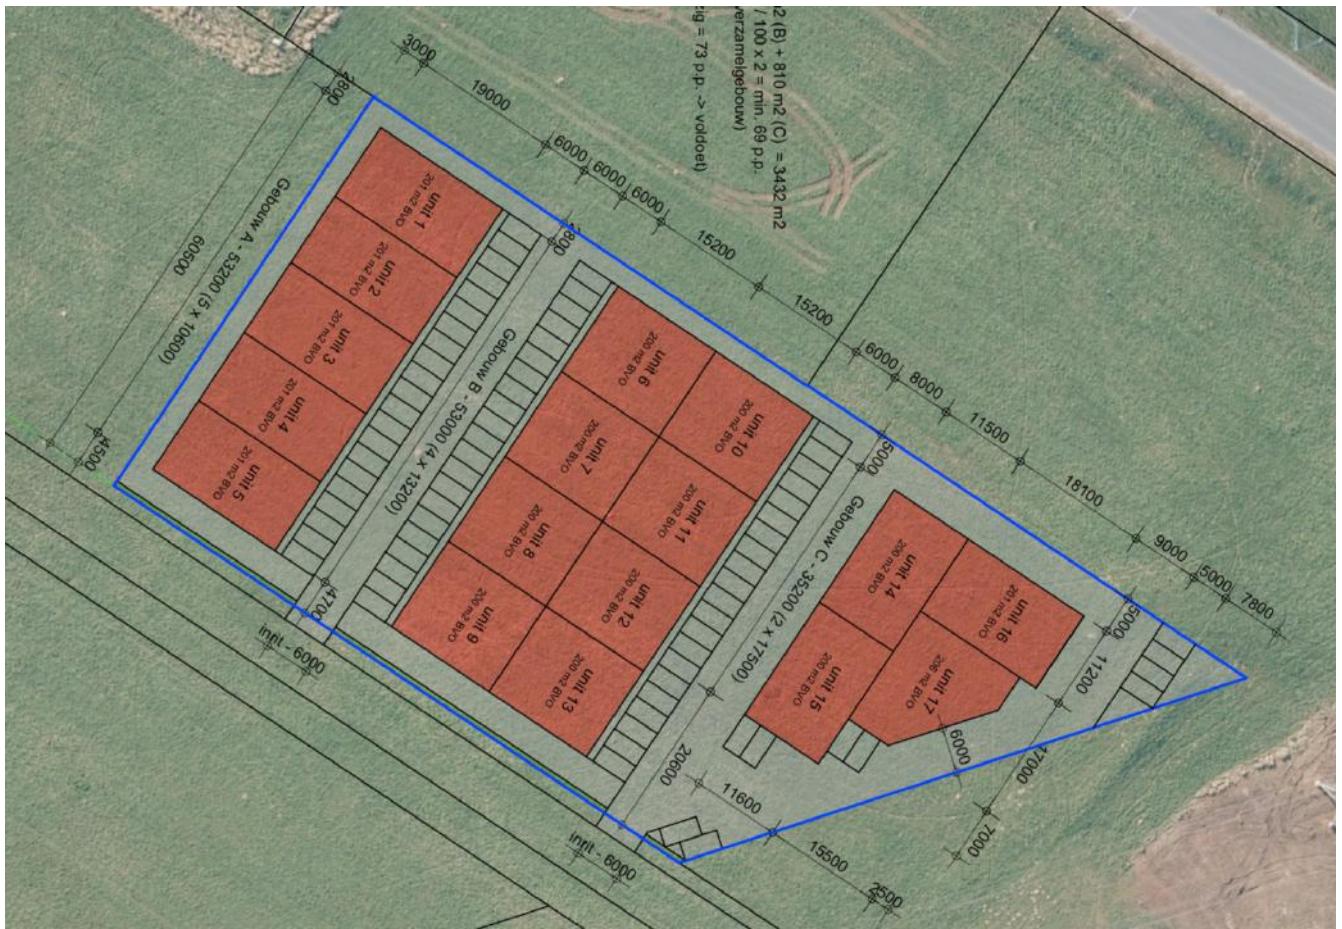 m2 (B) + 810 m2 (C) = 3432 m2
/ 100 x 2 = min. 69 p.p.
verzamelgebouw)
zig = 73 p.p. -> voldoet)
3000
19000
6000
6000
6000
15200
15200
6000
8000
11500
18100
9000
5000
7800
2800
60500
Gebouw A - 53200 (5 x 10600)
4500
unit 1
201 m2 BVO
unit 2
201 m2 BVO
unit 3
201 m2 BVO
unit 4
201 m2 BVO
unit 5
201 m2 BVO
Gebouw B - 53000 (4 x 13200)
4700
inrit - 6000
unit 6
200 m2 BVO
unit 7
200 m2 BVO
unit 8
200 m2 BVO
unit 9
200 m2 BVO
unit 10
200 m2 BVO
unit 11
200 m2 BVO
unit 12
200 m2 BVO
unit 13
200 m2 BVO
5000
Gebouw C - 35200 (2 x 17500)
20600
inrit - 6000
unit 14
200 m2 BVO
unit 15
200 m2 BVO
unit 16
201 m2 BVO
unit 17
206 m2 BVO
5000
11200
17000
7000
6000
11600
15500
2500